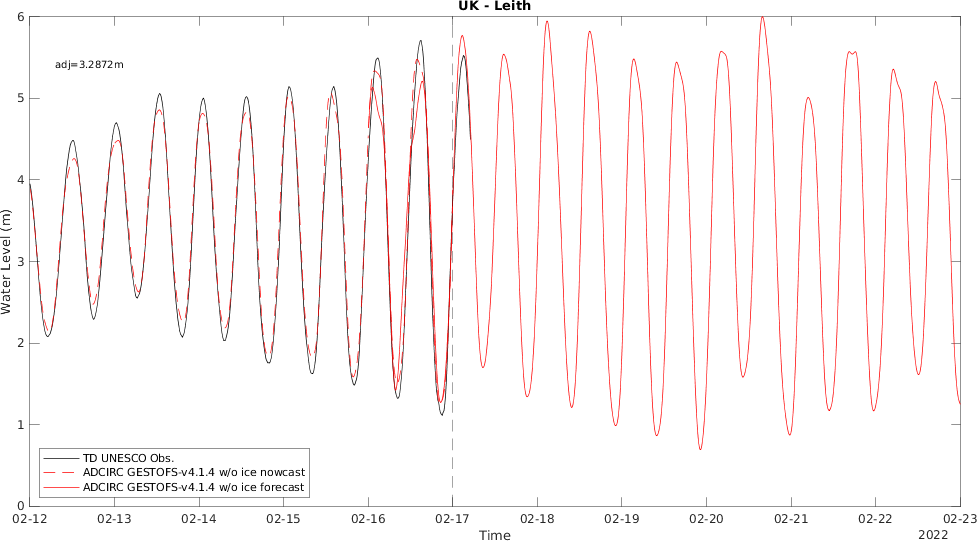 UK - Leith
adj=3.2872m
Water Level (m)
6
5
4
3
2
1
0
TD UNESCO Obs.
ADCIRC GESTOFS-v4.1.4 w/o ice nowcast
ADCIRC GESTOFS-v4.1.4 w/o ice forecast
02-12 02-13 02-14 02-15 02-16 02-17 02-18 02-19 02-20 02-21 02-22 02-23
Time
2022